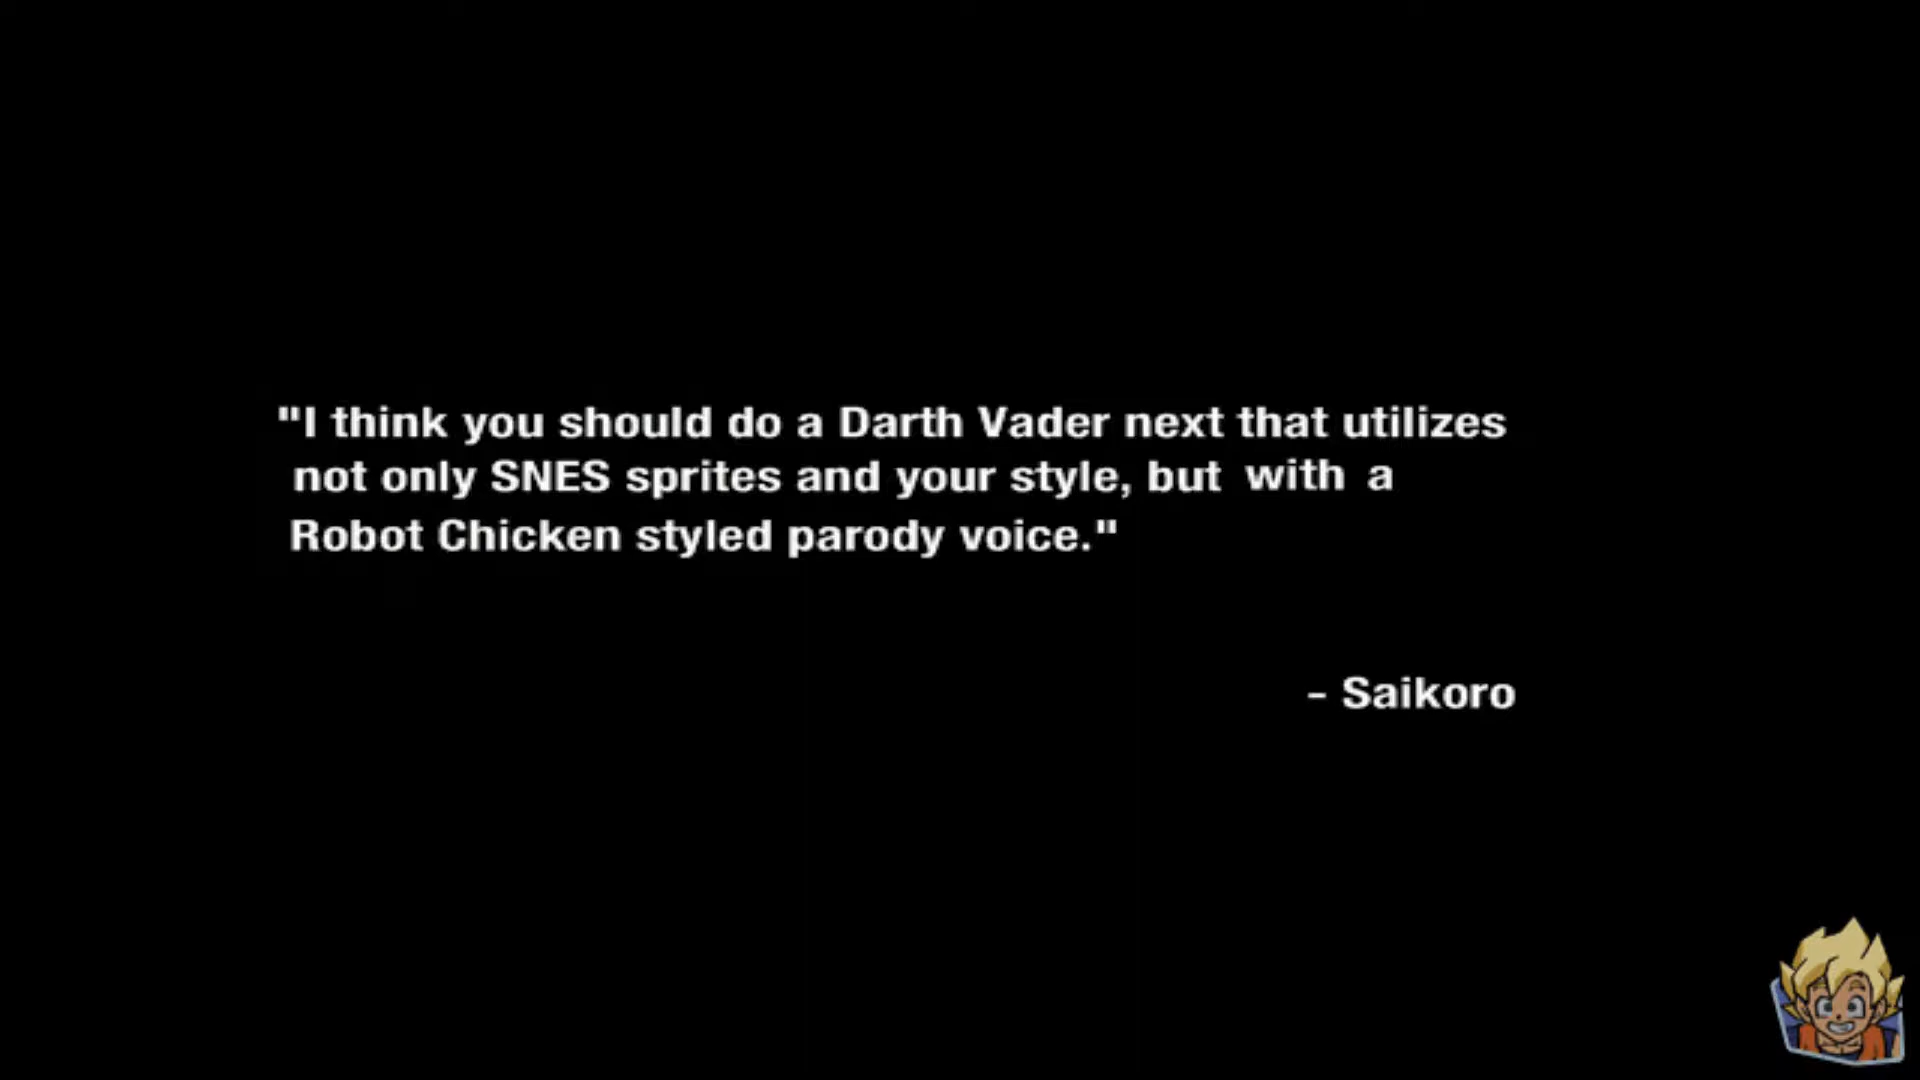 "I think you should do a Darth Vader next that utilizes
not only SNES sprites and your style, but with a
Robot Chicken styled parody voice."
- Saikoro